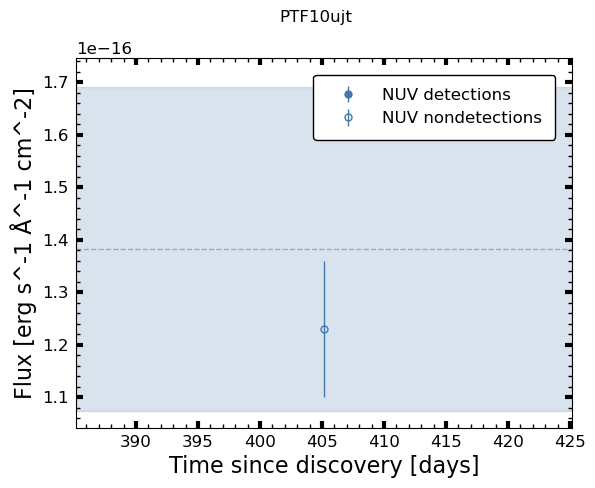 PTF10ujt
1e−16
1.7
1.6
1.5
1.4
1.3
1.2
1.1
Flux [erg s^-1 Å^-1 cm^-2]
NUV detections
NUV nondetections
390 395 400 405 410 415 420 425
Time since discovery [days]